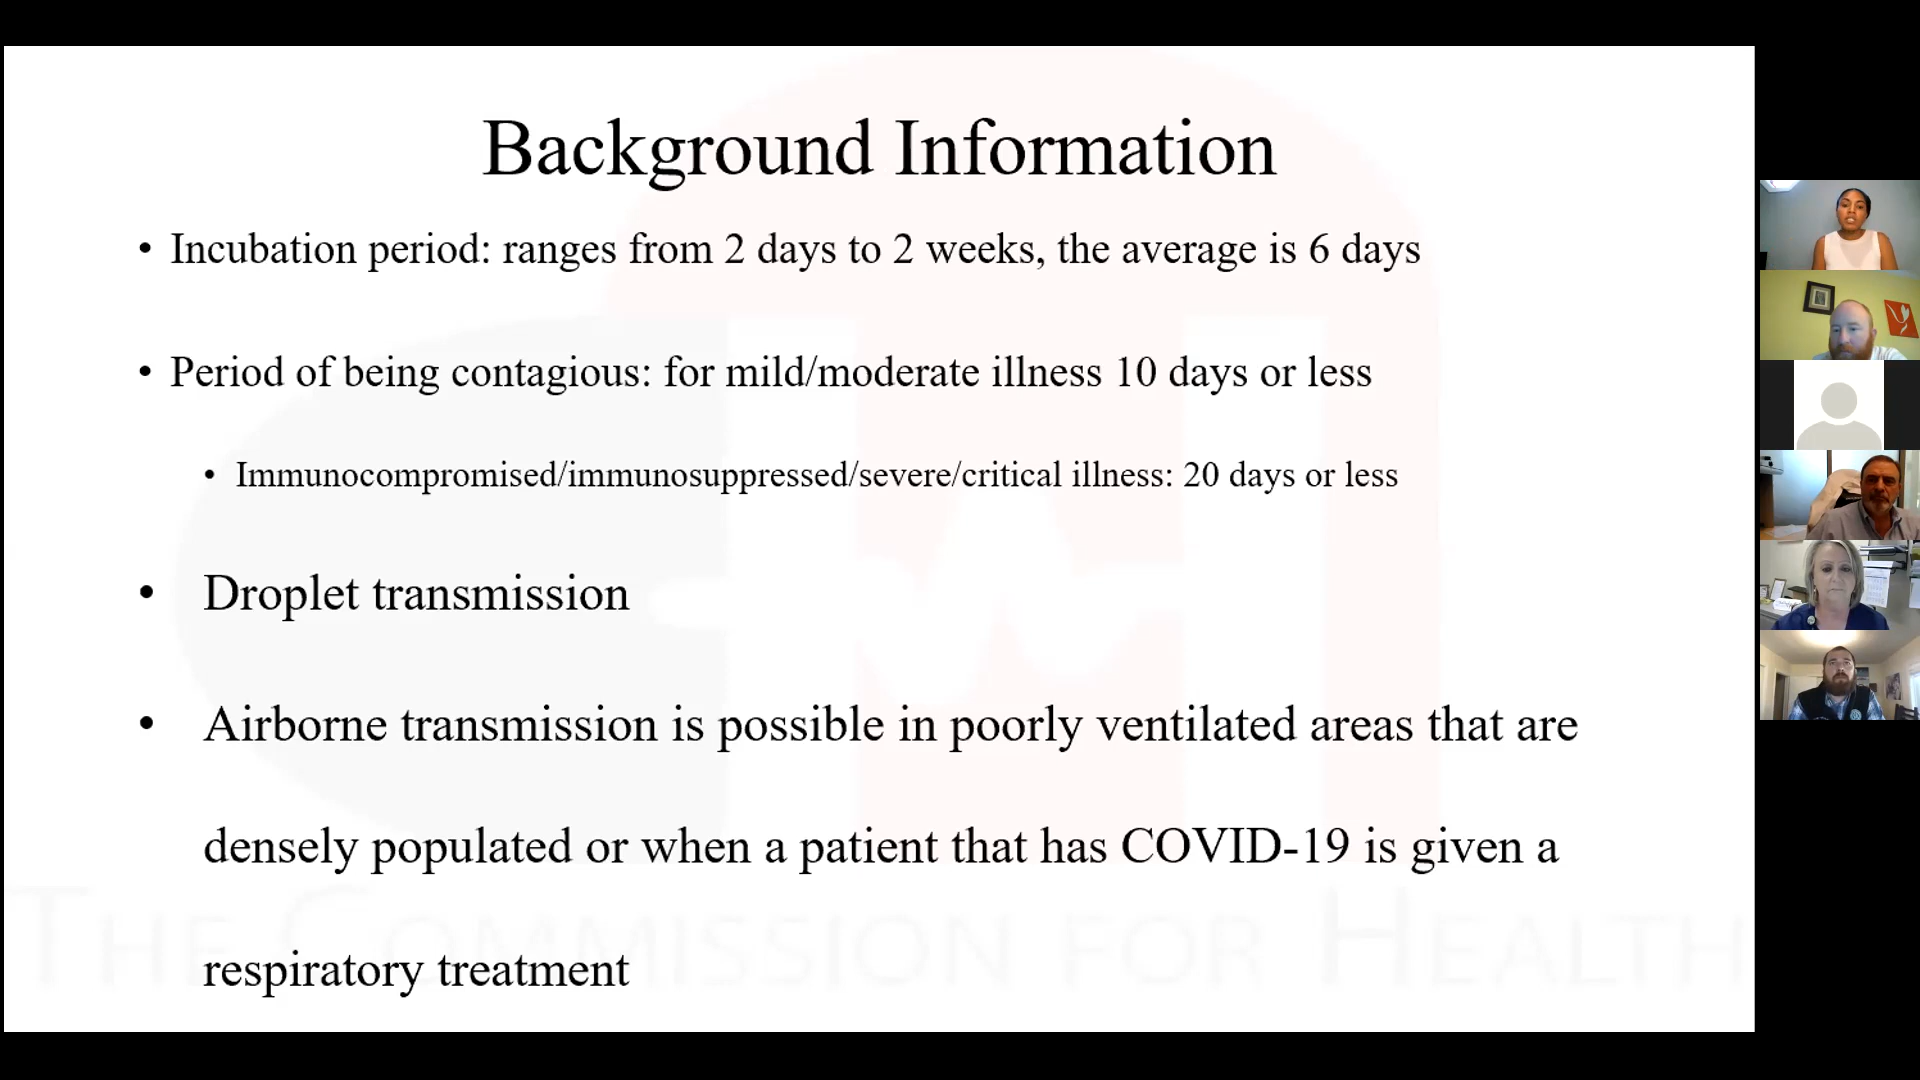 Background Information
• Incubation period: ranges from 2 days to 2 weeks, the average is 6 days
• Period of being contagious: for mild/moderate illness 10 days or less
• Immunocompromised/immunosuppressed/severe/critical illness: 20 days or less
• Droplet transmission
• Airborne transmission is possible in poorly ventilated areas that are
densely populated or when a patient that has COVID-19 is given a
respiratory treatment
THE COMMISSION FOR HEALTH